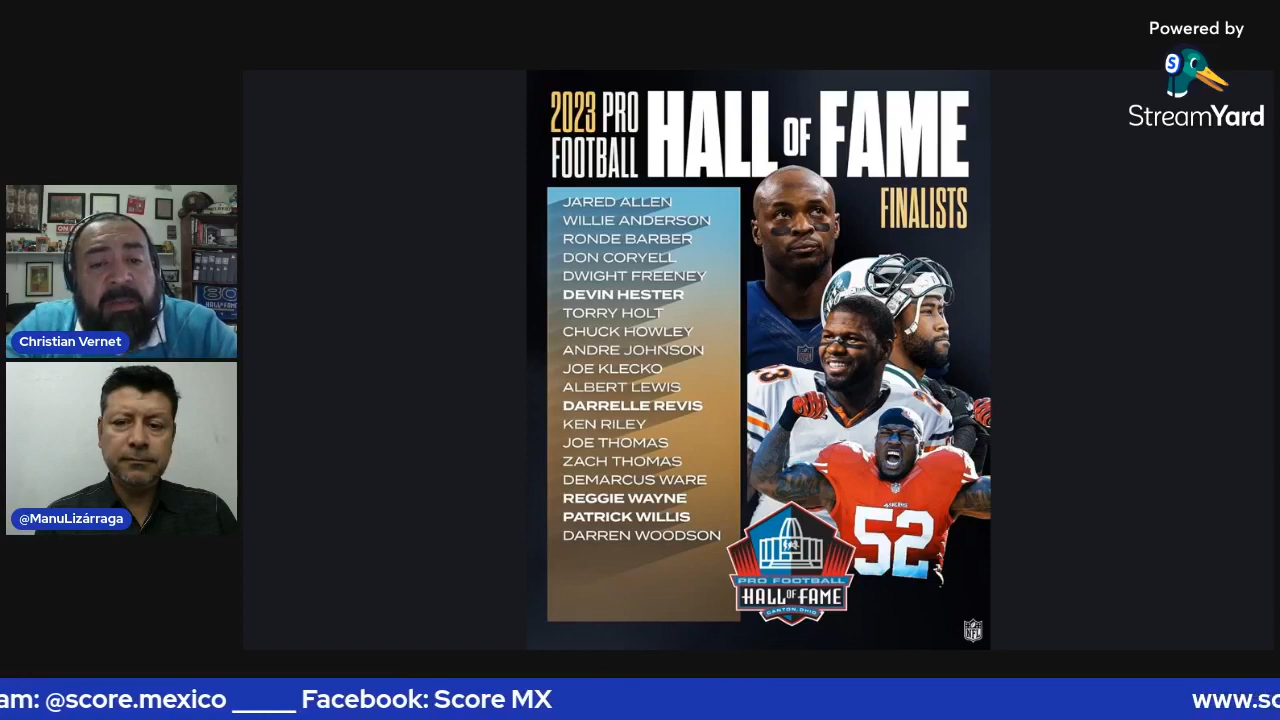 Powered by
StreamYard
2023 PRO
FOOTBALL
HALL OF FAME
FINALISTS
JARED ALLEN
WILLIE ANDERSON
RONDE BARBER
DON CORYELL
DWIGHT FREENEY
DEVIN HESTER
TORRY HOLT
CHUCK HOWLEY
ANDRE JOHNSON
JOE KLECKO
ALBERT LEWIS
DARRELLE REVIS
KEN RILEY
JOE THOMAS
ZACH THOMAS
DEMARCUS WARE
REGGIE WAYNE
PATRICK WILLIS
DARREN WOODSON
52
PRO FOOTBALL
HALL OF FAME
CANTON, OHIO
NFL
Christian Vernet
@ManuLizárraga
am: @score.mexico _____ Facebook: Score MX
www.sc